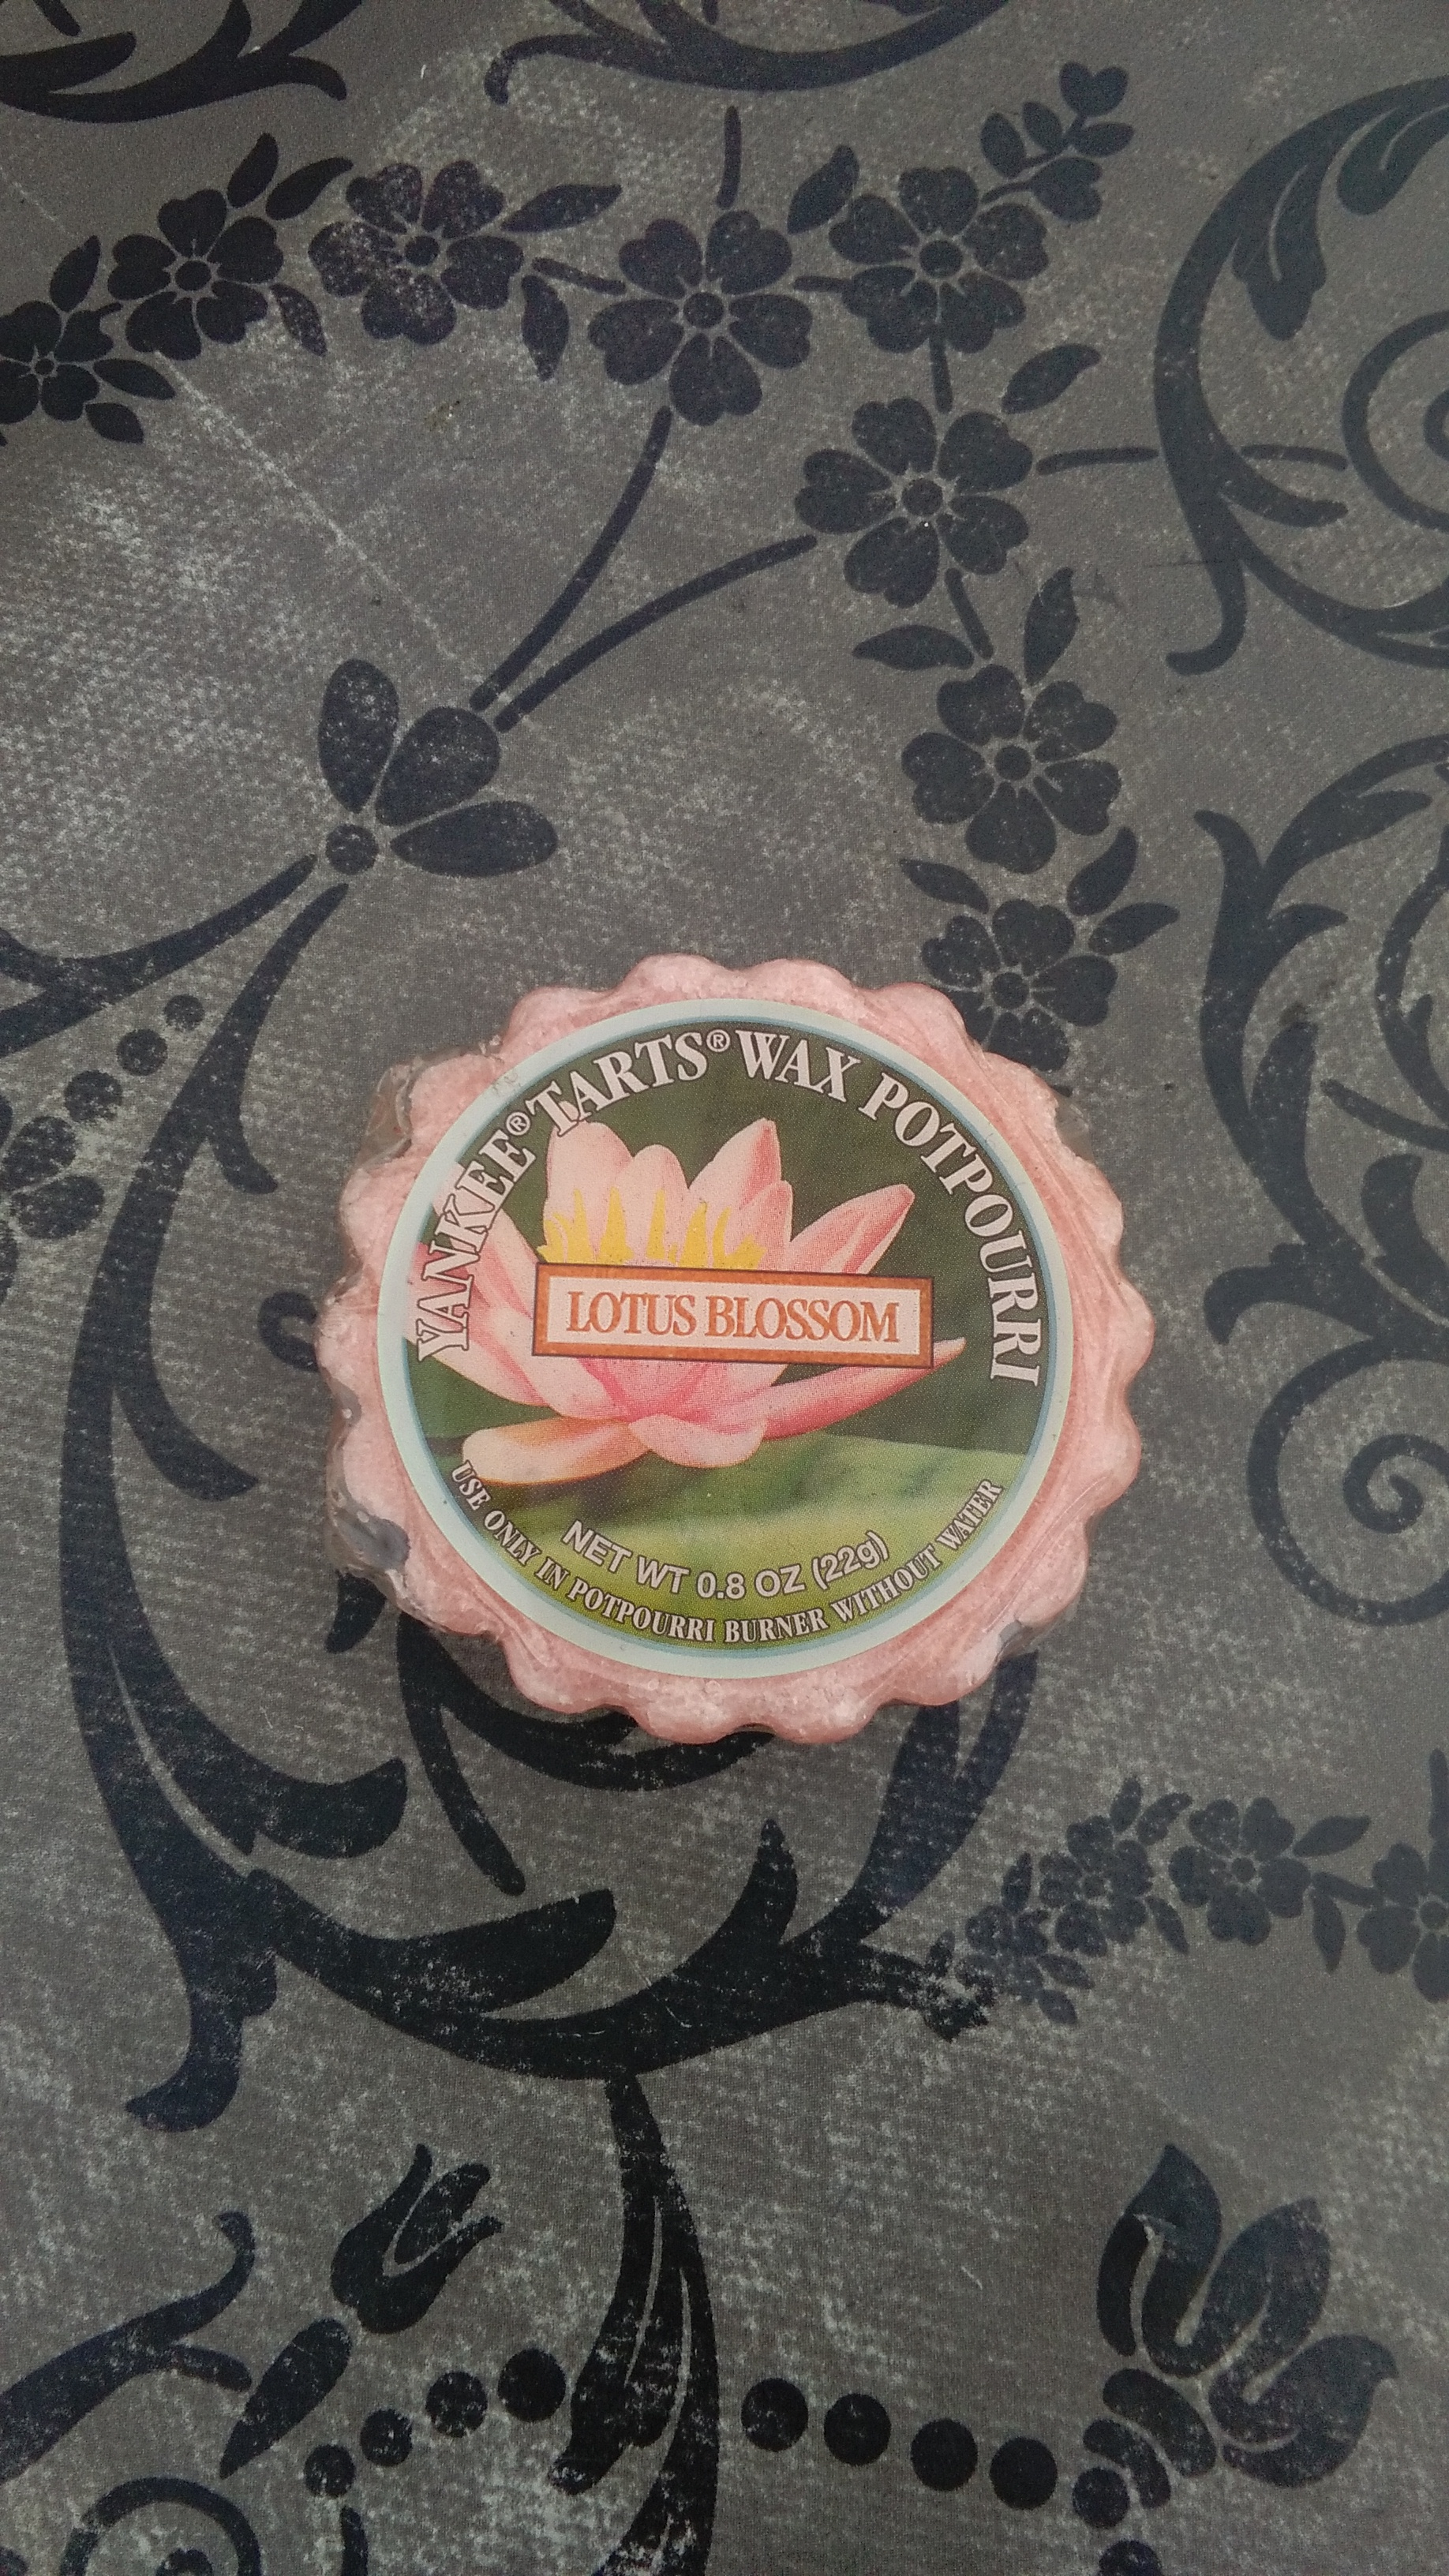 YANKEE® TARTS® WAX POTPOURRI
LOTUS BLOSSOM
NET WT 0.8 OZ (22g)
USE ONLY IN POTPOURRI BURNER WITHOUT WATER